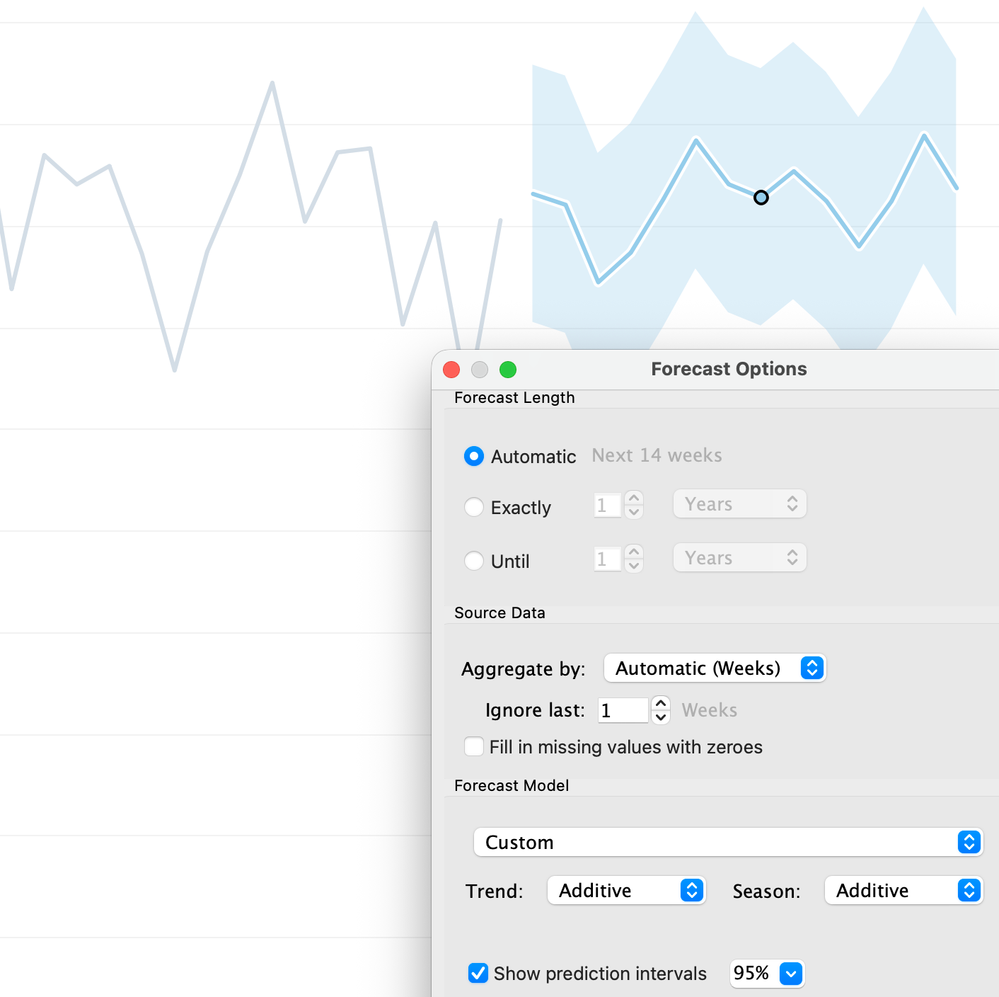 Forecast Options
Forecast Length
Automatic Next 14 weeks
Exactly 1 Years
Until 1 Years
Source Data
Aggregate by: Automatic (Weeks)
Ignore last: 1 Weeks
Fill in missing values with zeroes
Forecast Model
Custom
Trend: Additive Season: Additive
Show prediction intervals 95%